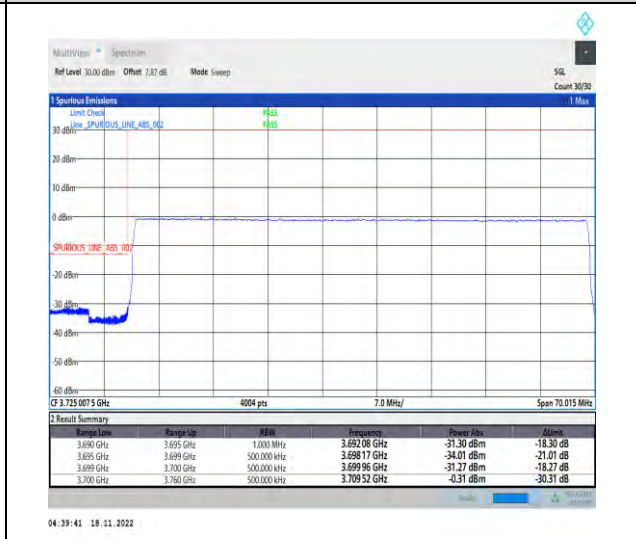 MultiView Spectrum
Ref Level 30.00 dBm Offset 7.87 dB Mode Sweep SGL
Count 30/30
1 Spurious Emissions 1 Max
Limit Check PASS
Line _SPURIOUS_LINE_ABS_002 PASS
30 dBm
20 dBm
10 dBm
0 dBm
_SPURIOUS_LINE_ABS_002
-20 dBm
-30 dBm
-40 dBm
-50 dBm
-60 dBm
CF 3.725 007 5 GHz 4004 pts 7.0 MHz/ Span 70.015 MHz
2 Result Summary
Range Low Range Up RBW Frequency Power Abs ΔLimit
3.690 GHz 3.695 GHz 1.000 MHz 3.692 08 GHz -31.30 dBm -18.30 dB
3.695 GHz 3.699 GHz 500.000 kHz 3.698 17 GHz -34.01 dBm -21.01 dB
3.699 GHz 3.700 GHz 500.000 kHz 3.699 96 GHz -31.27 dBm -18.27 dB
3.700 GHz 3.760 GHz 500.000 kHz 3.709 52 GHz -0.31 dBm -30.31 dB
04:39:41 18.11.2022